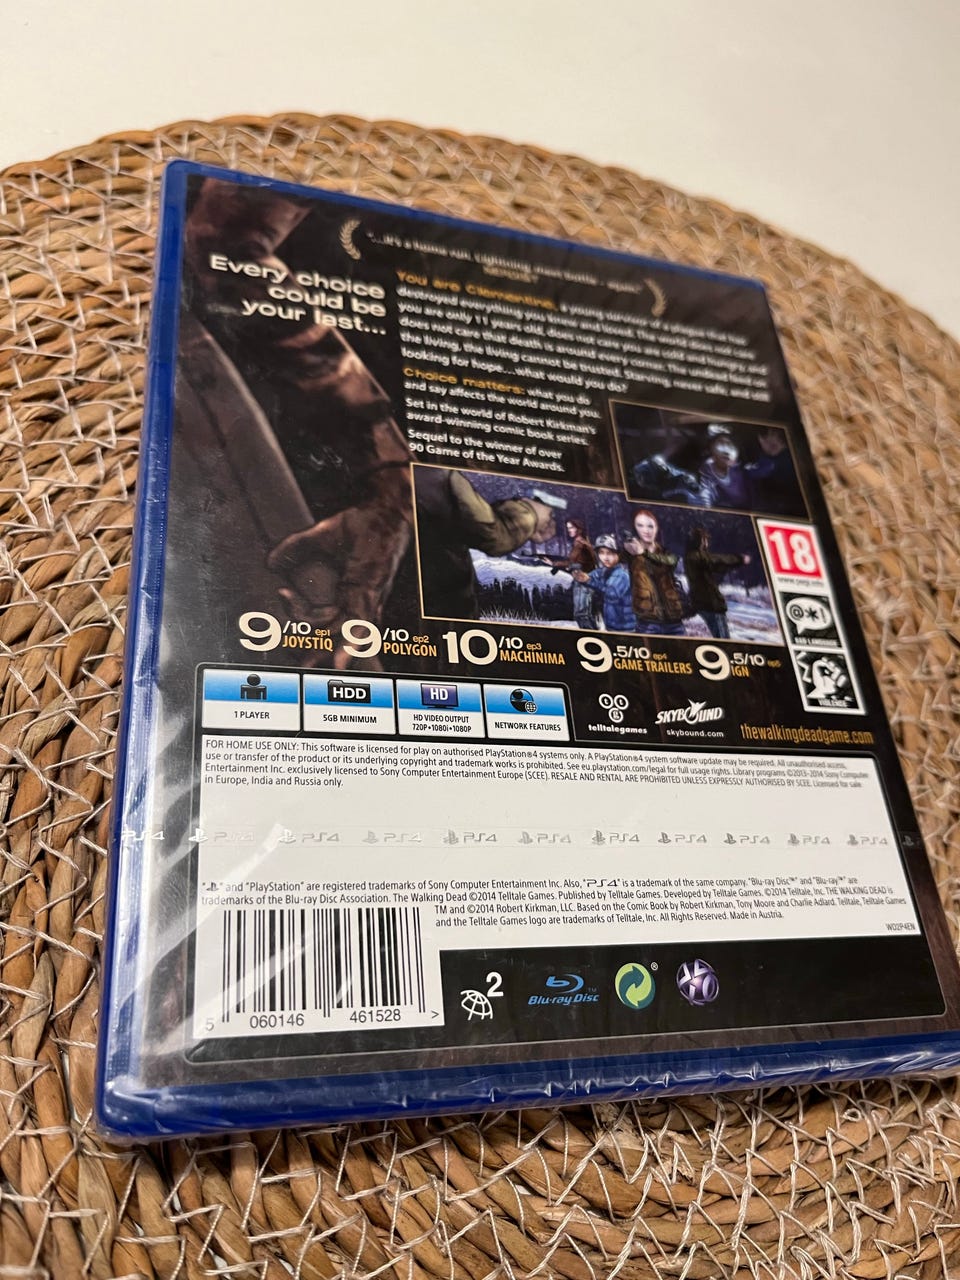 "...It's a home run. Lightning must strike
Every choice
could be
your last...
You are Clementine, a young survivor of a plague that has
destroyed everything you knew and loved. The world does not care
you are only 11 years old, does not care you are cold and hungry, and
does not care that death is around every corner. The undead feed on
the living, the living cannot be trusted. Starving, never safe, and still
looking for hope...what would you do?
Choice matters: what you do
and say affects the world around you.
Set in the world of Robert Kirkman's
award-winning comic book series.
Sequel to the winner of over
90 Game of the Year Awards.
18
www.pegi.info
@*!
BAD LANGUAGE
VIOLENCE
9/10 ep1 JOYSTIQ
9/10 ep2 POLYGON
10/10 ep3 MACHINIMA
9.5/10 ep4 GAME TRAILERS
9.5/10 ep5 IGN
1 PLAYER
HDD
5GB MINIMUM
HD
HD VIDEO OUTPUT
720P•1080i•1080P
NETWORK FEATURES
telltalegames
SKYBOUND
skybound.com
thewalkingdeadgame.com
FOR HOME USE ONLY: This software is licensed for play on authorised PlayStation®4 systems only. A PlayStation®4 system software update may be required. All unauthorised access,
use or transfer of the product or its underlying copyright and trademark works is prohibited. See eu.playstation.com/legal for full usage rights. Library programs ©2013-2014 Sony Computer
Entertainment Inc. exclusively licensed to Sony Computer Entertainment Europe (SCEE). RESALE AND RENTAL ARE PROHIBITED UNLESS EXPRESSLY AUTHORISED BY SCEE. Licensed for sale
in Europe, India and Russia only.
PS4 PS4 PS4 PS4 PS4 PS4 PS4 PS4 PS4 PS4 PS4
" " and "PlayStation" are registered trademarks of Sony Computer Entertainment Inc. Also, "PS4" is a trademark of the same company. "Blu-ray Disc™" and "Blu-ray™" are
trademarks of the Blu-ray Disc Association. The Walking Dead ©2014 Telltale Games. Published by Telltale Games. Developed by Telltale Games. ©2014 Telltale, Inc. THE WALKING DEAD is
TM and ©2014 Robert Kirkman, LLC. Based on the Comic Book by Robert Kirkman, Tony Moore and Charlie Adlard. Telltale, Telltale Games
and the Telltale Games logo are trademarks of Telltale, Inc. All Rights Reserved. Made in Austria.
WD2P4EN
2
Blu-ray Disc™
®
5 060146 461528 >